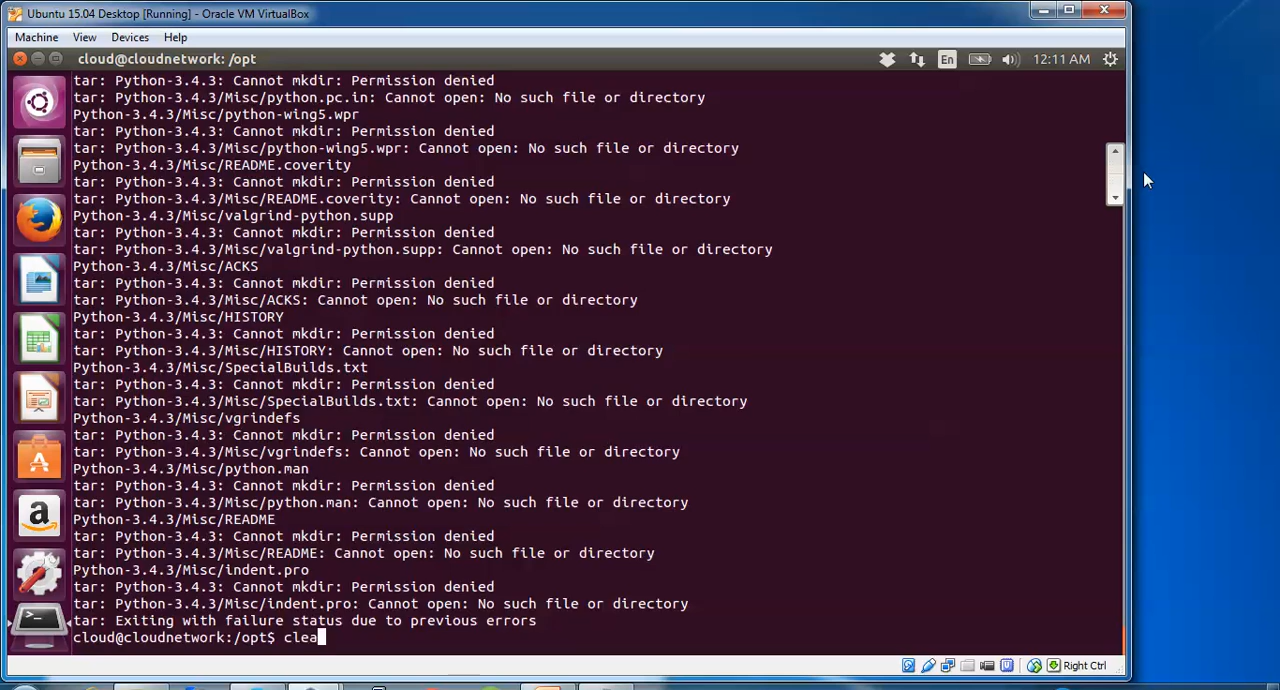 Ubuntu 15.04 Desktop [Running] - Oracle VM VirtualBox
Machine View Devices Help
cloud@cloudnetwork: /opt En 12:11 AM
tar: Python-3.4.3: Cannot mkdir: Permission denied
tar: Python-3.4.3/Misc/python.pc.in: Cannot open: No such file or directory
Python-3.4.3/Misc/python-wing5.wpr
tar: Python-3.4.3: Cannot mkdir: Permission denied
tar: Python-3.4.3/Misc/python-wing5.wpr: Cannot open: No such file or directory
Python-3.4.3/Misc/README.coverity
tar: Python-3.4.3: Cannot mkdir: Permission denied
tar: Python-3.4.3/Misc/README.coverity: Cannot open: No such file or directory
Python-3.4.3/Misc/valgrind-python.supp
tar: Python-3.4.3: Cannot mkdir: Permission denied
tar: Python-3.4.3/Misc/valgrind-python.supp: Cannot open: No such file or directory
Python-3.4.3/Misc/ACKS
tar: Python-3.4.3: Cannot mkdir: Permission denied
tar: Python-3.4.3/Misc/ACKS: Cannot open: No such file or directory
Python-3.4.3/Misc/HISTORY
tar: Python-3.4.3: Cannot mkdir: Permission denied
tar: Python-3.4.3/Misc/HISTORY: Cannot open: No such file or directory
Python-3.4.3/Misc/SpecialBuilds.txt
tar: Python-3.4.3: Cannot mkdir: Permission denied
tar: Python-3.4.3/Misc/SpecialBuilds.txt: Cannot open: No such file or directory
Python-3.4.3/Misc/vgrindefs
tar: Python-3.4.3: Cannot mkdir: Permission denied
tar: Python-3.4.3/Misc/vgrindefs: Cannot open: No such file or directory
Python-3.4.3/Misc/python.man
tar: Python-3.4.3: Cannot mkdir: Permission denied
tar: Python-3.4.3/Misc/python.man: Cannot open: No such file or directory
Python-3.4.3/Misc/README
tar: Python-3.4.3: Cannot mkdir: Permission denied
tar: Python-3.4.3/Misc/README: Cannot open: No such file or directory
Python-3.4.3/Misc/indent.pro
tar: Python-3.4.3: Cannot mkdir: Permission denied
tar: Python-3.4.3/Misc/indent.pro: Cannot open: No such file or directory
tar: Exiting with failure status due to previous errors
cloud@cloudnetwork:/opt$ clea
Right Ctrl